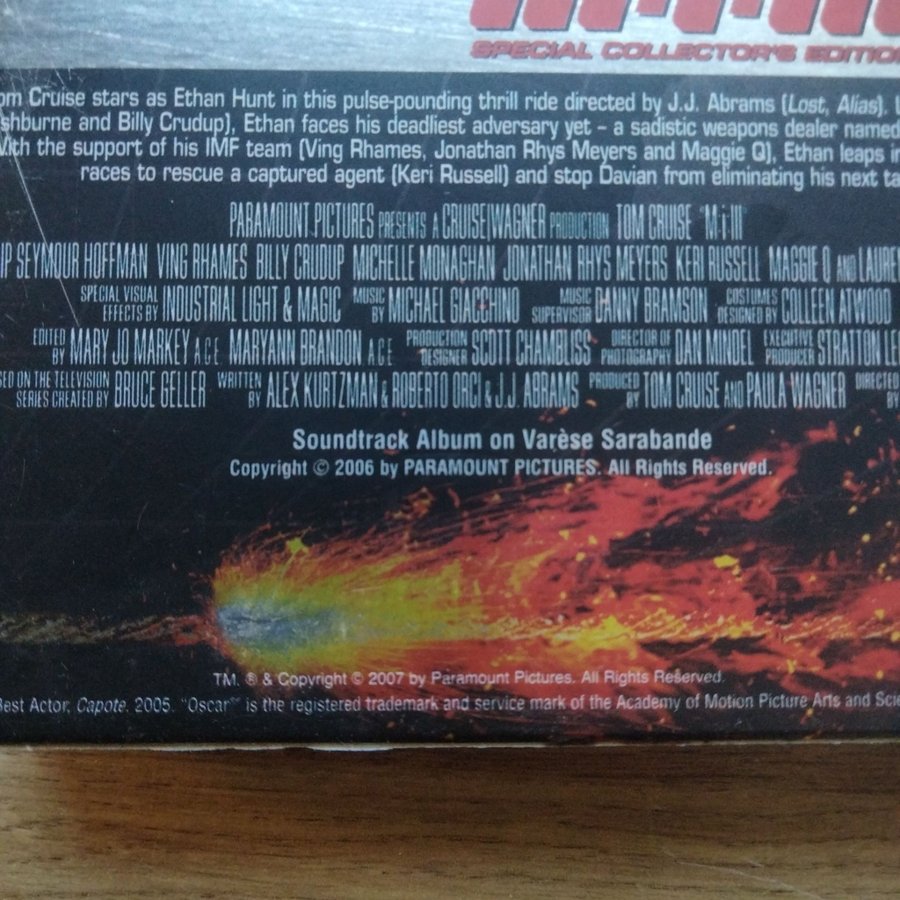 SPECIAL COLLECTOR'S EDITION
om Cruise stars as Ethan Hunt in this pulse-pounding thrill ride directed by J.J. Abrams (Lost, Alias). L
shburne and Billy Crudup), Ethan faces his deadliest adversary yet – a sadistic weapons dealer named
With the support of his IMF team (Ving Rhames, Jonathan Rhys Meyers and Maggie Q), Ethan leaps in
races to rescue a captured agent (Keri Russell) and stop Davian from eliminating his next ta
PARAMOUNT PICTURES PRESENTS A CRUISE|WAGNER PRODUCTION TOM CRUISE "M:i:III"
IP SEYMOUR HOFFMAN VING RHAMES BILLY CRUDUP MICHELLE MONAGHAN JONATHAN RHYS MEYERS KERI RUSSELL MAGGIE Q AND LAUREN
SPECIAL VISUAL EFFECTS BY INDUSTRIAL LIGHT & MAGIC MUSIC BY MICHAEL GIACCHINO MUSIC SUPERVISOR DANNY BRAMSON COSTUMES DESIGNED BY COLLEEN ATWOOD
EDITED BY MARY JO MARKEY A.C.E. MARYANN BRANDON A.C.E. PRODUCTION DESIGNER SCOTT CHAMBLISS DIRECTOR OF PHOTOGRAPHY DAN MINDEL EXECUTIVE PRODUCER STRATTON LE
SED ON THE TELEVISION SERIES CREATED BY BRUCE GELLER WRITTEN BY ALEX KURTZMAN & ROBERTO ORCI & J.J. ABRAMS PRODUCED BY TOM CRUISE AND PAULA WAGNER DIRECTED BY
Soundtrack Album on Varèse Sarabande
Copyright © 2006 by PARAMOUNT PICTURES. All Rights Reserved.
TM, ® & Copyright © 2007 by Paramount Pictures. All Rights Reserved.
Best Actor, Capote, 2005. "Oscar®" is the registered trademark and service mark of the Academy of Motion Picture Arts and Scie